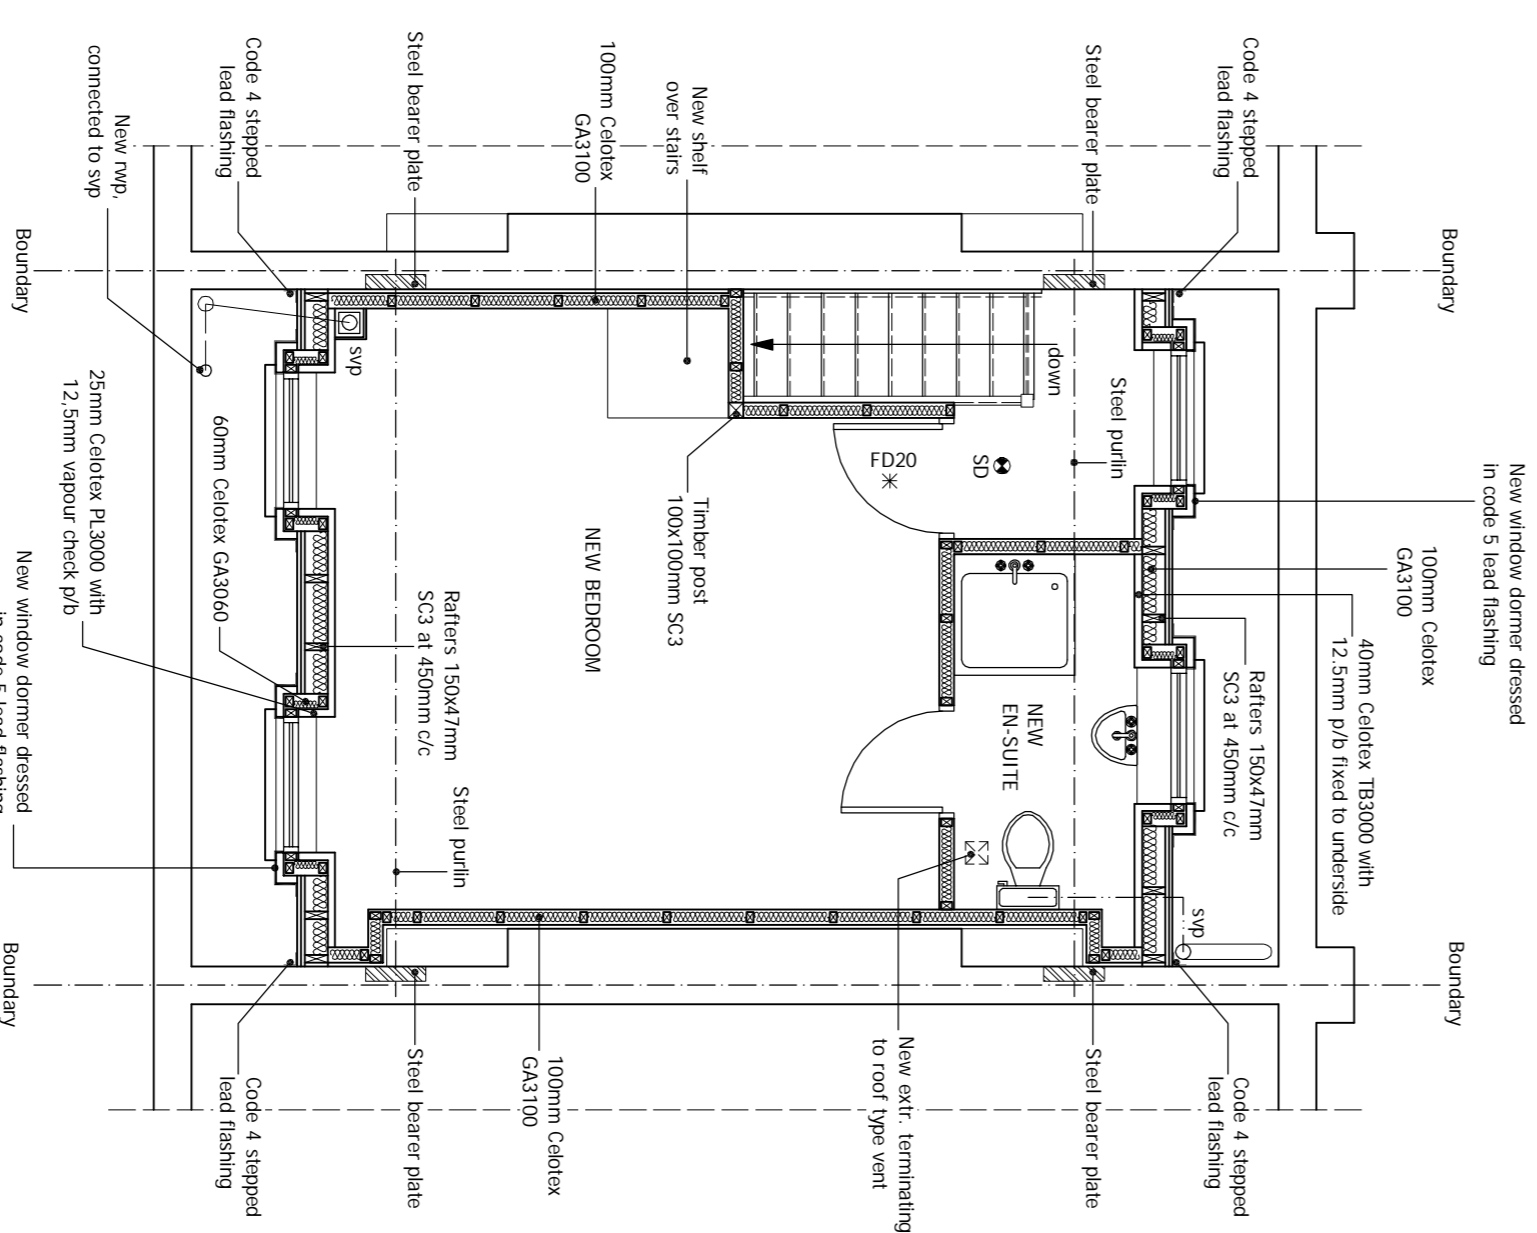 Code 4 stepped
lead flashing
Steel bearer plate
New shelf
over stairs
100mm Celotex
GA3100
Steel bearer plate
Code 4 stepped
lead flashing
New rwp,
connected to svp
Boundary
Boundary
New window dormer dressed
in code 5 lead flashing
100mm Celotex
GA3100
40mm Celotex TB3000 with
12.5mm p/b fixed to underside
Rafters 150x47mm
SC3 at 450mm c/c
Steel purlin
down
SD
FD20
Timber post
100x100mm SC3
NEW BEDROOM
NEW
EN-SUITE
svp
svp
Rafters 150x47mm
SC3 at 450mm c/c
Steel purlin
60mm Celotex GA3060
25mm Celotex PL3000 with
12,5mm vapour check p/b
New window dormer dressed
in code 5 lead flashing
Boundary
Boundary
Code 4 stepped
lead flashing
Steel bearer plate
New extr. terminating
to roof type vent
100mm Celotex
GA3100
Steel bearer plate
Code 4 stepped
lead flashing